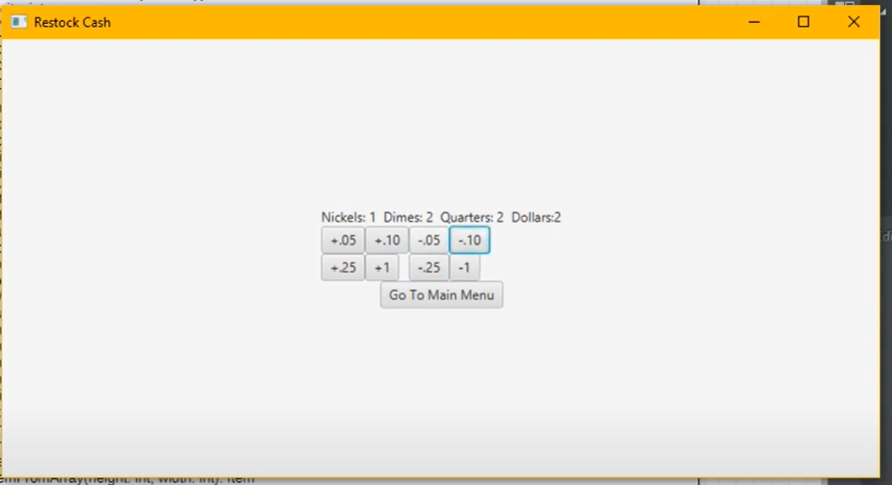 Restock Cash
Nickels: 1 Dimes: 2 Quarters: 2 Dollars:2
+.05 +.10 -.05 -.10
+.25 +1 -.25 -1
Go To Main Menu
(height: int, width: int): Item